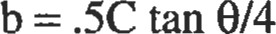 b = .5C tan θ/4